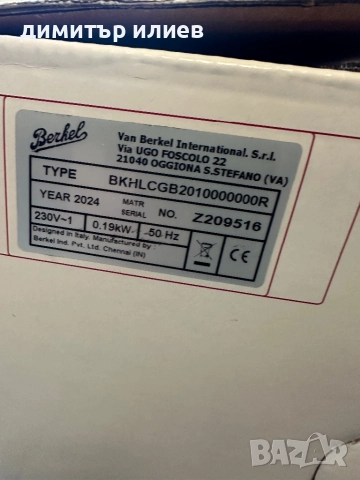 димитър илиев
Berkel
Van Berkel International. S.r.l.
Via UGO FOSCOLO 22
21040 OGGIONA S.STEFANO (VA)
TYPE BKHLCGB2010000000R
YEAR 2024 MATR SERIAL NO. Z209516
230V~1 0.19kW 50 Hz
Designed in Italy. Manufactured by
Berkel Ind. Pvt. Ltd. Chennai (IN)
CE
BAZAR